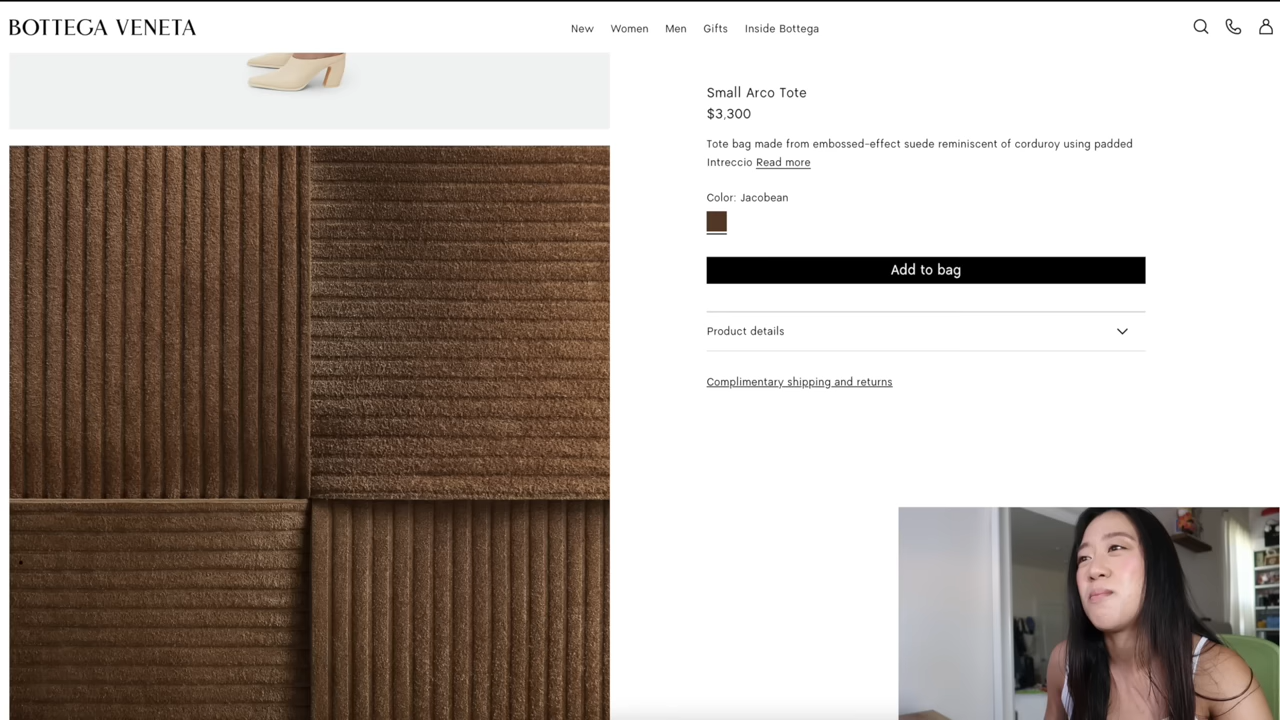 BOTTEGA VENETA
New Women Men Gifts Inside Bottega
Small Arco Tote
$3,300
Tote bag made from embossed-effect suede reminiscent of corduroy using padded
Intreccio Read more
Color: Jacobean
Add to bag
Product details
Complimentary shipping and returns